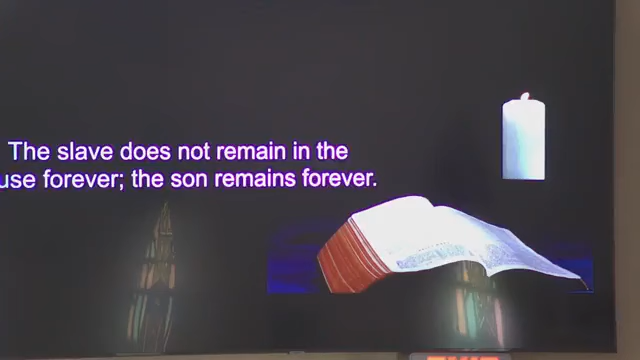 The slave does not remain in the
use forever; the son remains forever.